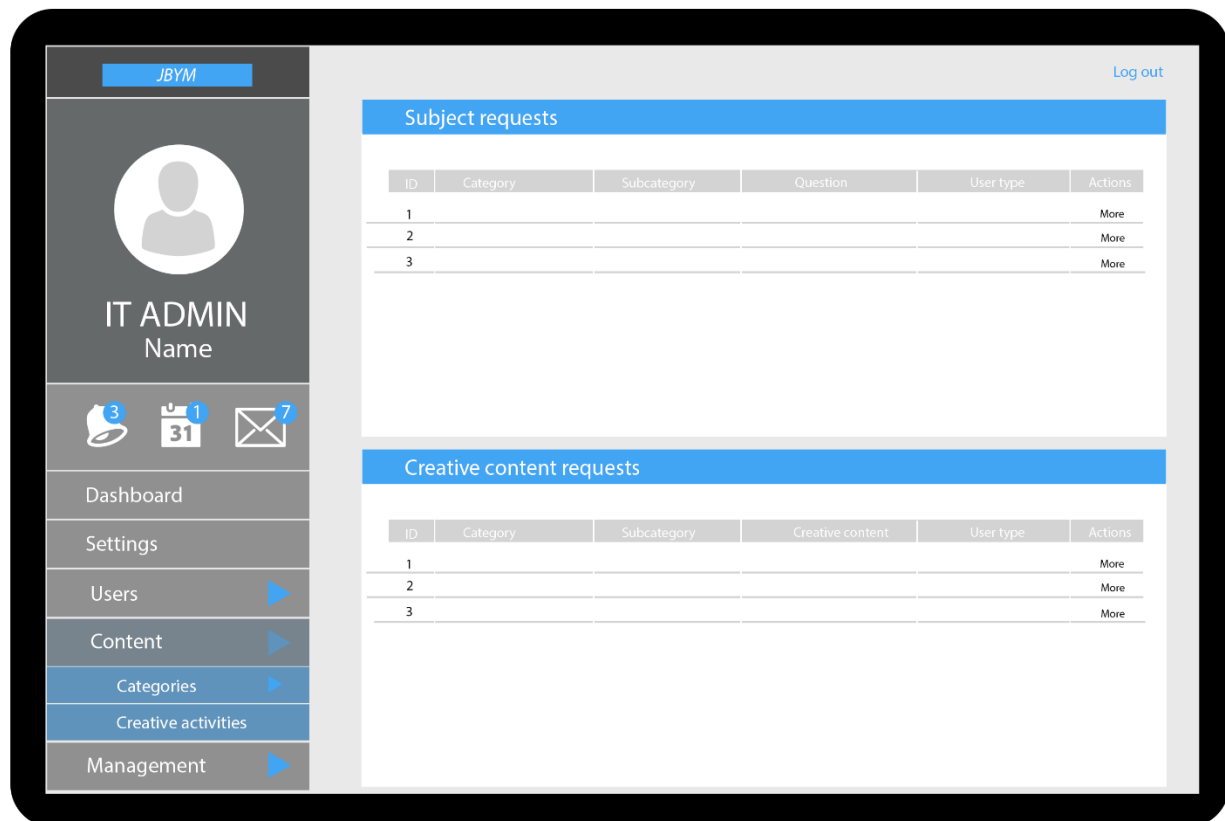 JBYM
IT ADMIN
Name
3 1 7
31
Dashboard
Settings
Users
Content
Categories
Creative activities
Management
Log out
Subject requests
ID Category Subcategory Question User type Actions
1 More
2 More
3 More
Creative content requests
ID Category Subcategory Creative content User type Actions
1 More
2 More
3 More